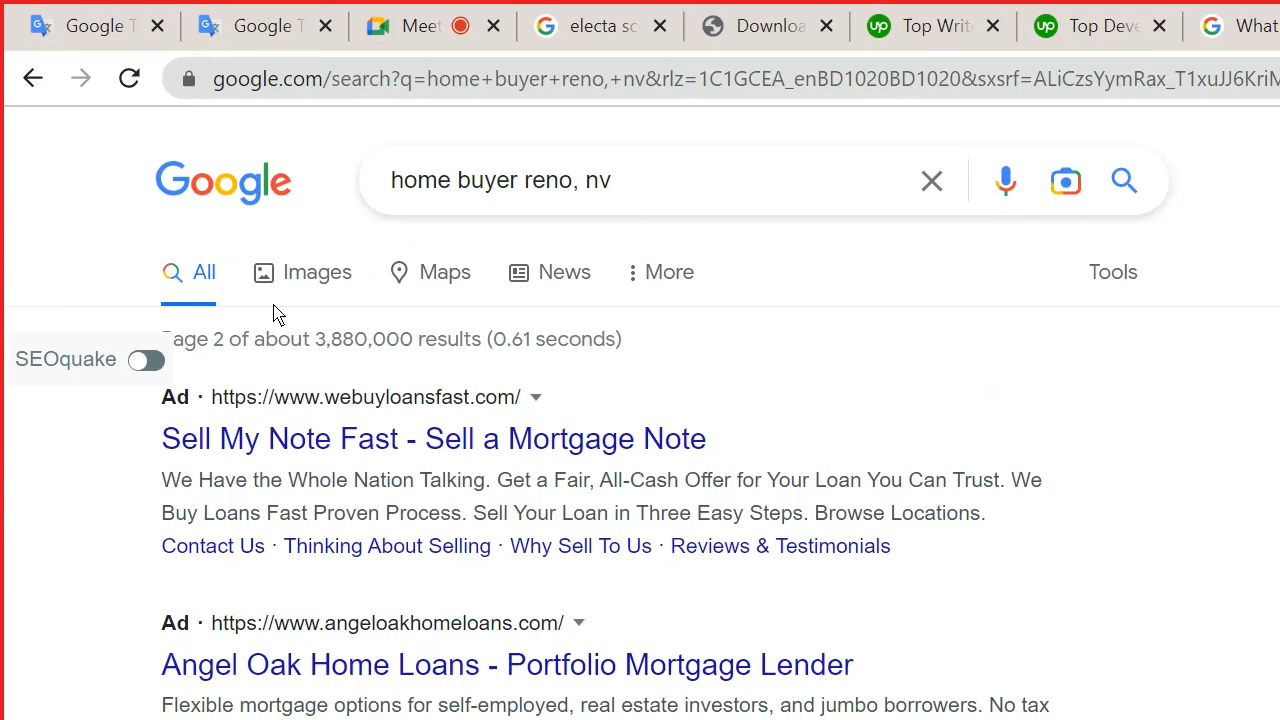 Google T
Google T
Meet
electa sc
Downloa
Top Write
Top Deve
What
google.com/search?q=home+buyer+reno,+nv&rlz=1C1GCEA_enBD1020BD1020&sxsrf=ALiCzsYymRax_T1xuJJ6KriM
Google
home buyer reno, nv
All Images Maps News More Tools
Page 2 of about 3,880,000 results (0.61 seconds)
SEOquake
Ad · https://www.webuyloansfast.com/
Sell My Note Fast - Sell a Mortgage Note
We Have the Whole Nation Talking. Get a Fair, All-Cash Offer for Your Loan You Can Trust. We
Buy Loans Fast Proven Process. Sell Your Loan in Three Easy Steps. Browse Locations.
Contact Us · Thinking About Selling · Why Sell To Us · Reviews & Testimonials
Ad · https://www.angeloakhomeloans.com/
Angel Oak Home Loans - Portfolio Mortgage Lender
Flexible mortgage options for self-employed, real estate investors, and jumbo borrowers. No tax